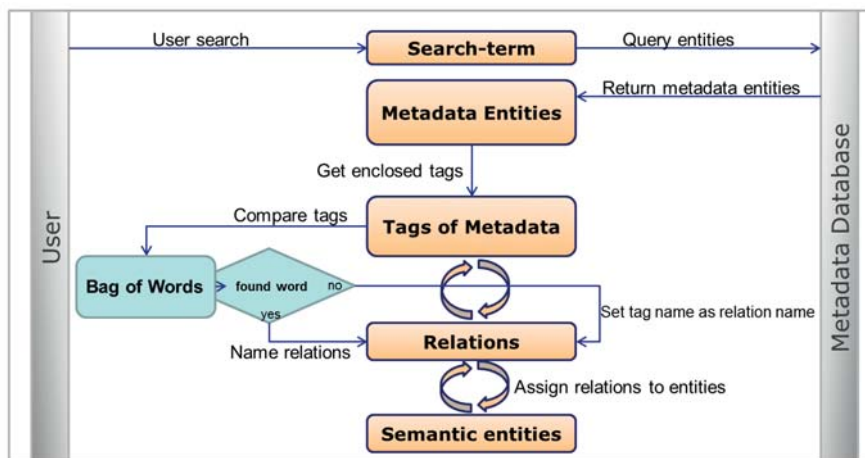 User search
Search-term
Query entities
Return metadata entities
Metadata Entities
Get enclosed tags
Compare tags
Tags of Metadata
User
Metadata Database
Bag of Words
found word
no
yes
Set tag name as relation name
Name relations
Relations
Assign relations to entities
Semantic entities